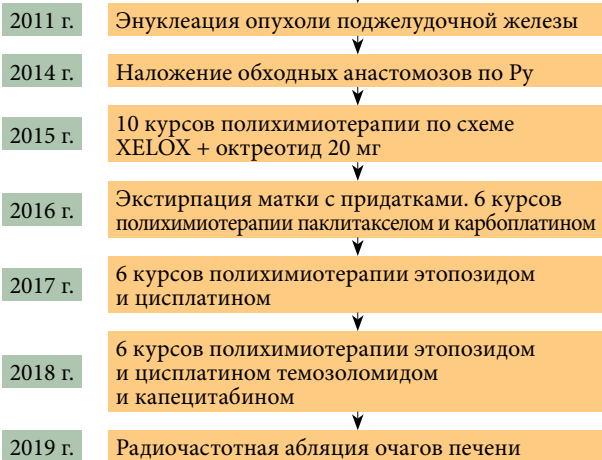 2011 г.
Энуклеация опухоли поджелудочной железы
2014 г.
Наложение обходных анастомозов по Ру
2015 г.
10 курсов полихимиотерапии по схеме
XELOX + октреотид 20 мг
2016 г.
Экстирпация матки с придатками. 6 курсов
полихимиотерапии паклитакселом и карбоплатином
2017 г.
6 курсов полихимиотерапии этопозидом
и цисплатином
2018 г.
6 курсов полихимиотерапии этопозидом
и цисплатином темозоломидом
и капецитабином
2019 г.
Радиочастотная абляция очагов печени